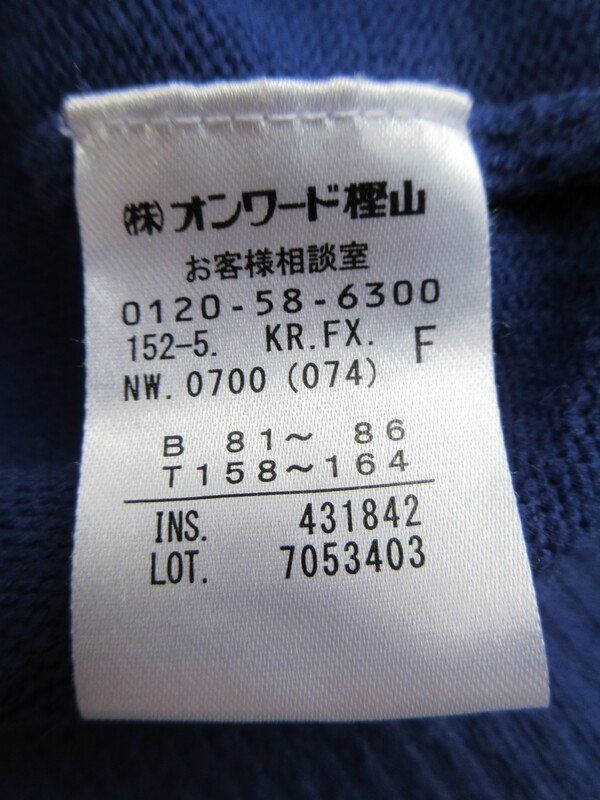 ㈱オンワード樫山
お客様相談室
0120-58-6300
152-5. KR.FX. F
NW. 0700 (074)
B 81〜 86
T158〜164
INS. 431842
LOT. 7053403